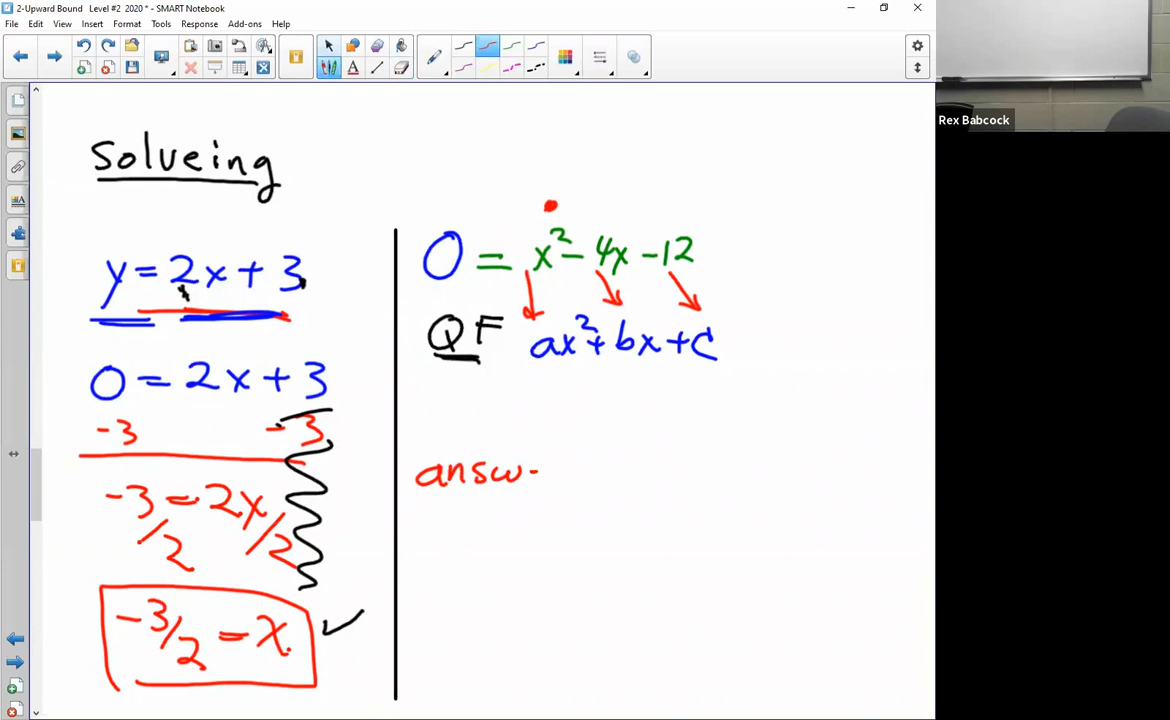 2-Upward Bound Level #2 2020 * - SMART Notebook
File Edit View Insert Format Tools Response Add-ons Help
Rex Babcock
Solveing
y = 2x + 3
0 = 2x + 3
-3 -3
-3 = 2x
/2 /2
-3/2 = x
0 = x² - 4x - 12
QF ax² + bx + c
answ-